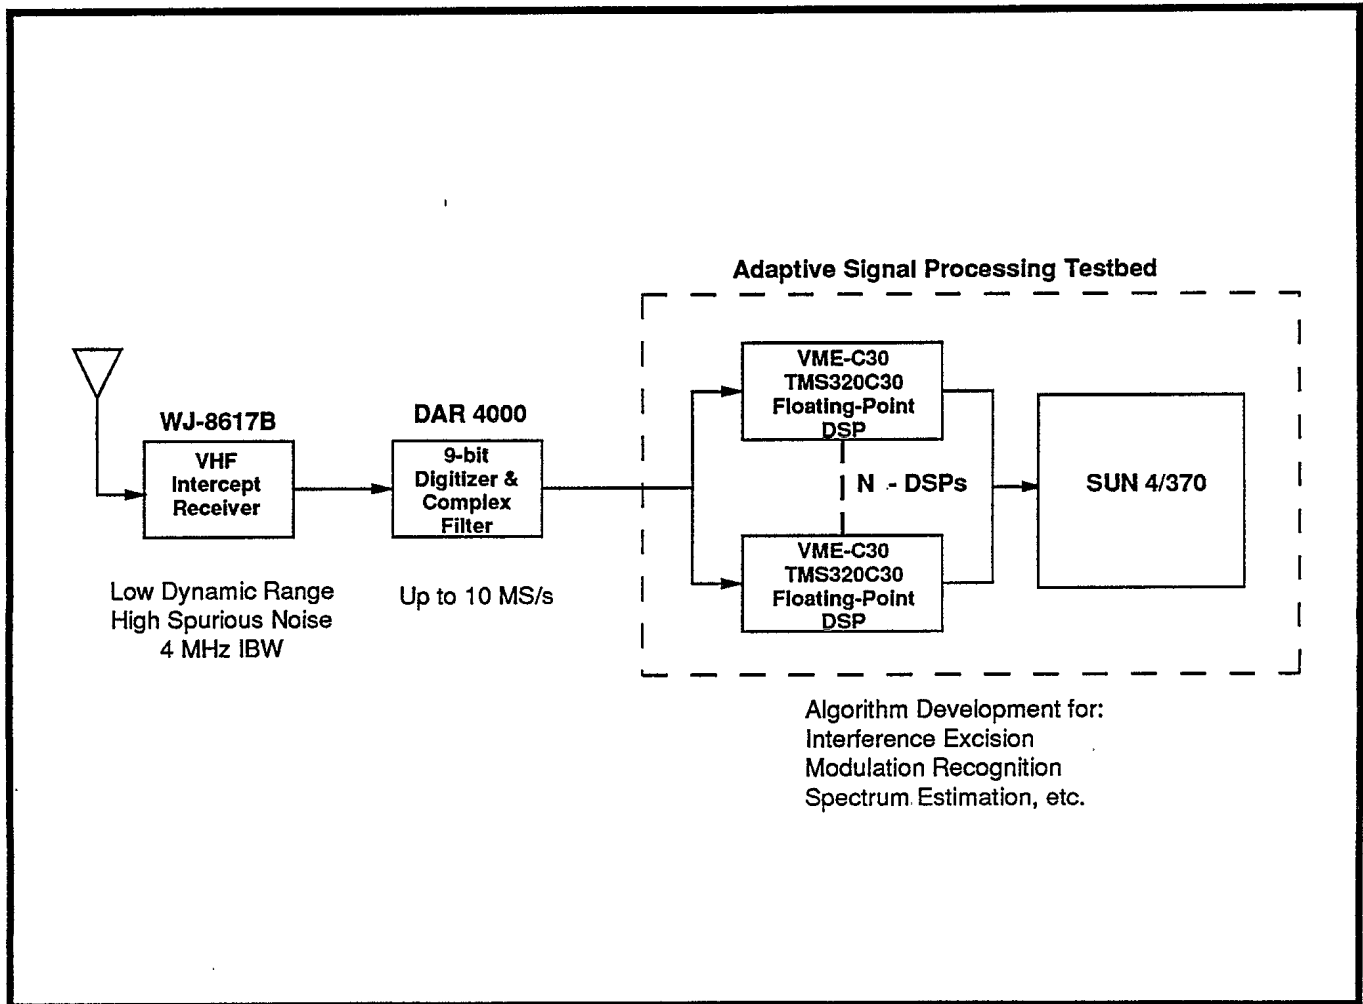 Adaptive Signal Processing Testbed
WJ-8617B
VHF
Intercept
Receiver
Low Dynamic Range
High Spurious Noise
4 MHz IBW
DAR 4000
9-bit
Digitizer &
Complex
Filter
Up to 10 MS/s
VME-C30
TMS320C30
Floating-Point
DSP
N - DSPs
VME-C30
TMS320C30
Floating-Point
DSP
SUN 4/370
Algorithm Development for:
Interference Excision
Modulation Recognition
Spectrum Estimation, etc.